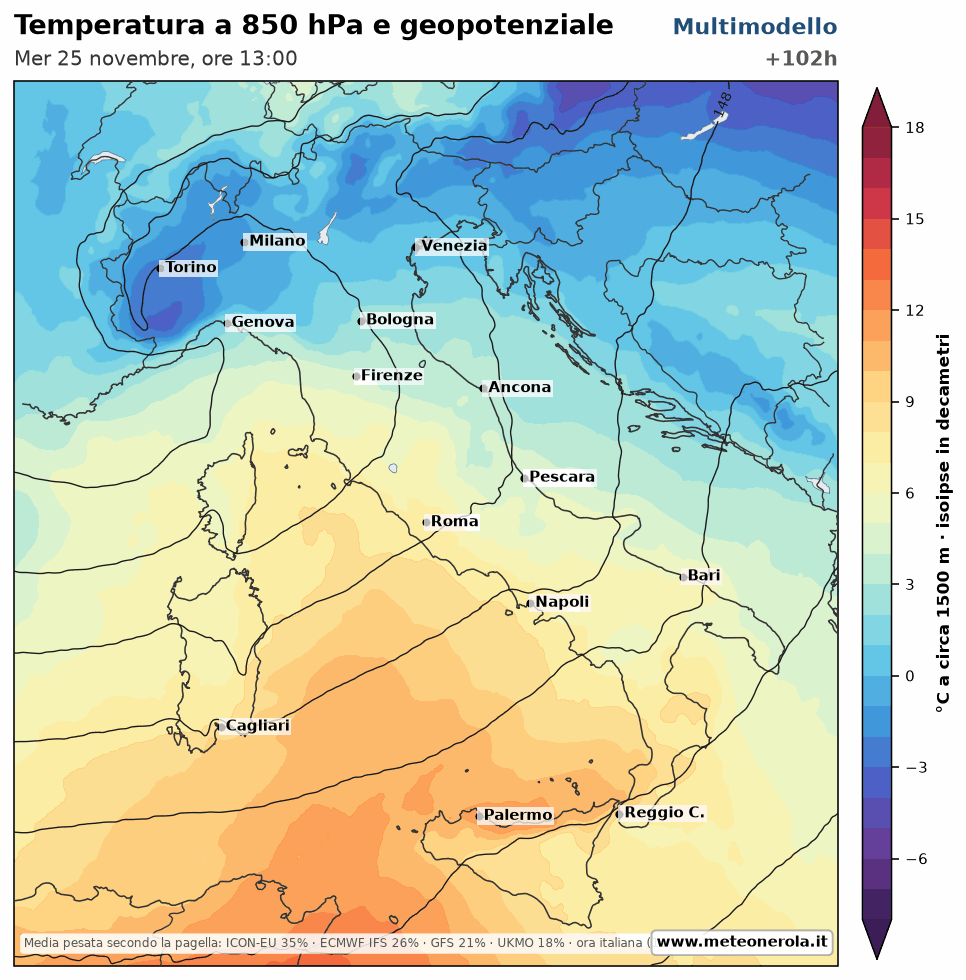 Temperatura a 850 hPa e geopotenziale
Multimodello
Mer 25 novembre, ore 13:00
+102h
148
18
15
12
9
6
3
0
−3
−6
°C a circa 1500 m · isoipse in decametri
Milano
Venezia
Torino
Genova
Bologna
Firenze
Ancona
Pescara
Roma
Bari
Napoli
Cagliari
Palermo
Reggio C.
Media pesata secondo la pagella: ICON-EU 35% · ECMWF IFS 26% · GFS 21% · UKMO 18% · ora italiana (
www.meteonerola.it